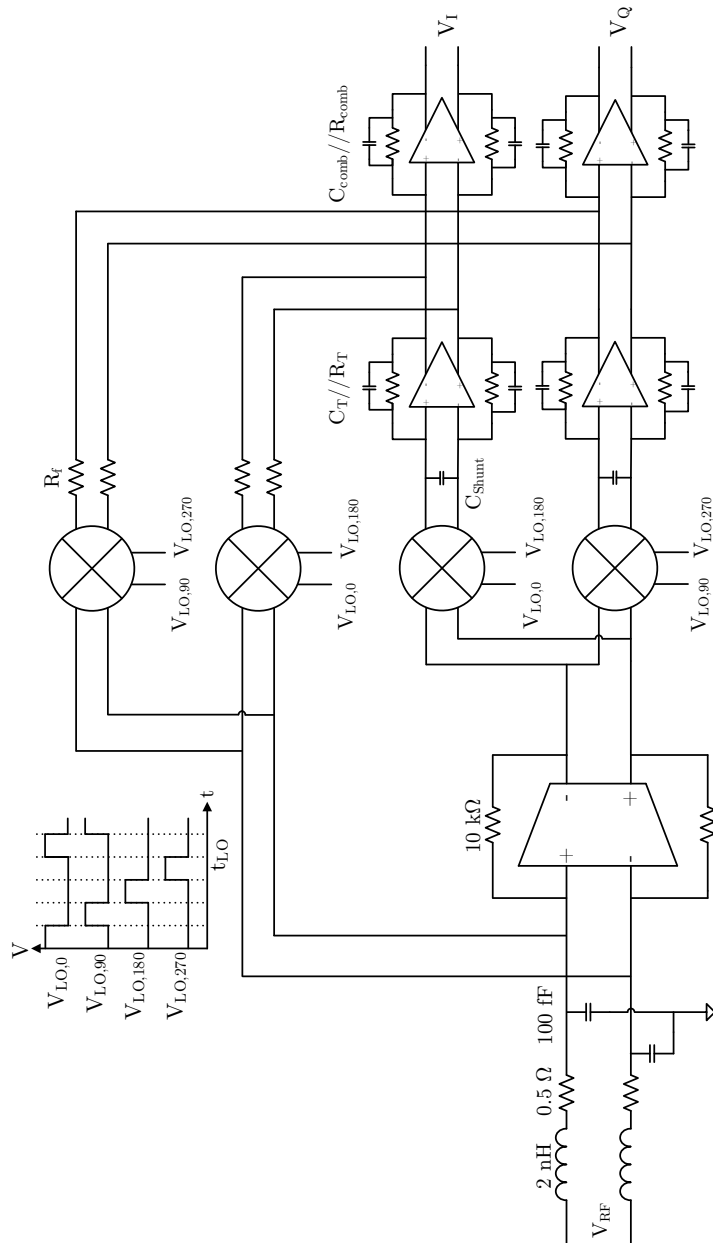 V
t
t_LO
V_LO,0
V_LO,90
V_LO,180
V_LO,270
R_f
V_LO,90
V_LO,270
V_LO,0
V_LO,180
V_LO,0
V_LO,180
V_LO,90
V_LO,270
C_Shunt
C_T//R_T
C_comb//R_comb
V_I
V_Q
10 kΩ
+
-
-
+
2 nH
0.5 Ω
100 fF
V_RF
+
-
-
+
+
-
-
+
+
-
-
+
+
-
-
+